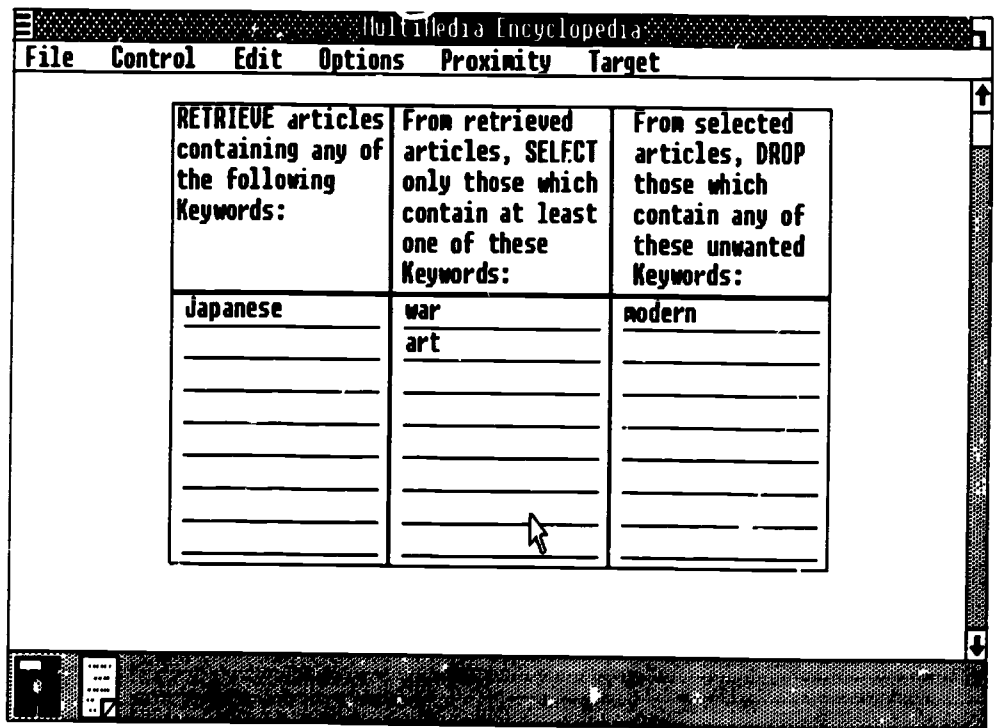 MultiMedia Encyclopedia
File Control Edit Options Proximity Target
RETRIEVE articles
containing any of
the following
Keywords:
From retrieved
articles, SELECT
only those which
contain at least
one of these
Keywords:
From selected
articles, DROP
those which
contain any of
these unwanted
Keywords:
Japanese
war
art
modern